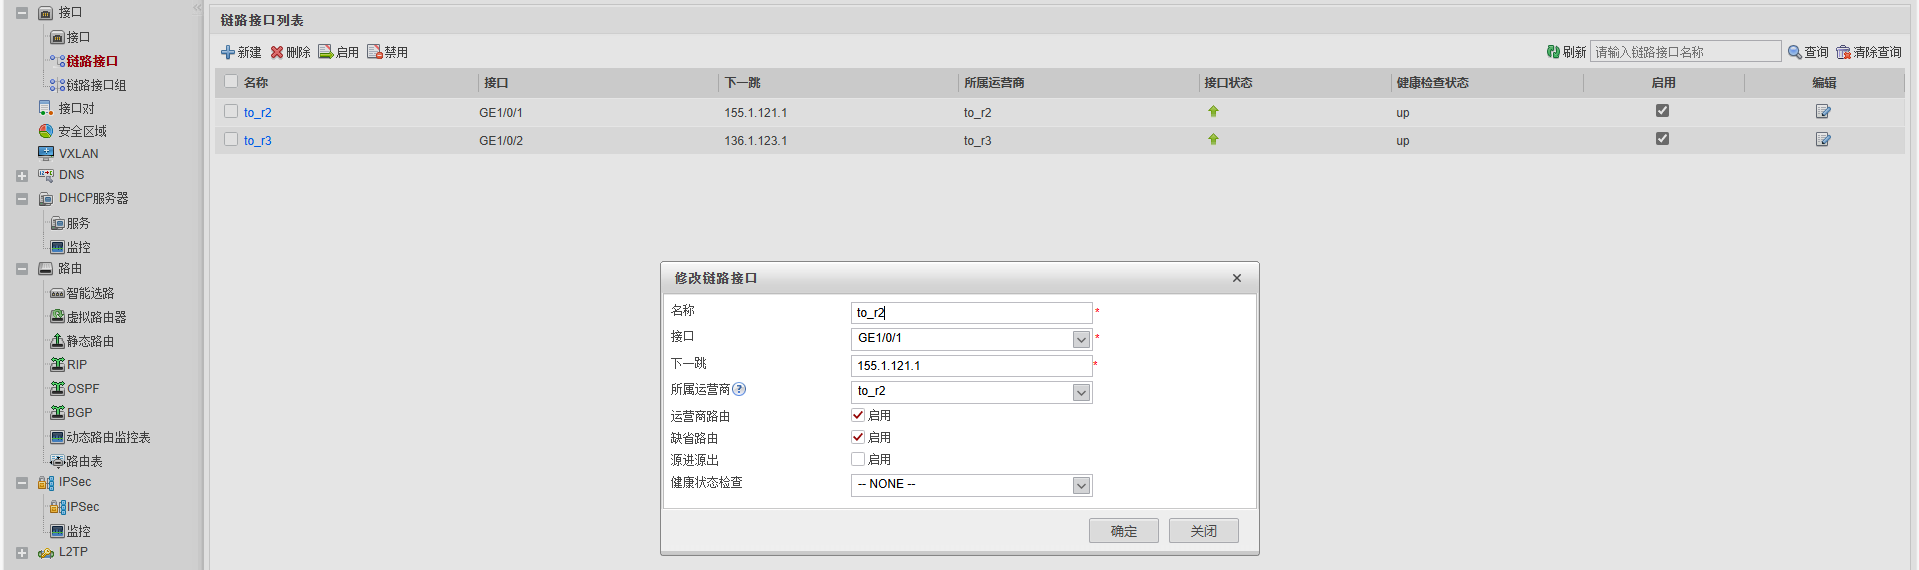 接口
接口
链路接口
链路接口组
接口对
安全区域
VXLAN
DNS
DHCP服务器
服务
监控
路由
智能选路
虚拟路由器
静态路由
RIP
OSPF
BGP
动态路由监控表
路由表
IPSec
IPSec
监控
L2TP
链路接口列表
新建 删除 启用 禁用 刷新 请输入链路接口名称 查询 清除查询
名称 接口 下一跳 所属运营商 接口状态 健康检查状态 启用 编辑
to_r2 GE1/0/1 155.1.121.1 to_r2 up
to_r3 GE1/0/2 136.1.123.1 to_r3 up
修改链路接口
名称 to_r2 *
接口 GE1/0/1 *
下一跳 155.1.121.1 *
所属运营商 ? to_r2
运营商路由 启用
缺省路由 启用
源进源出 启用
健康状态检查 -- NONE --
确定 关闭